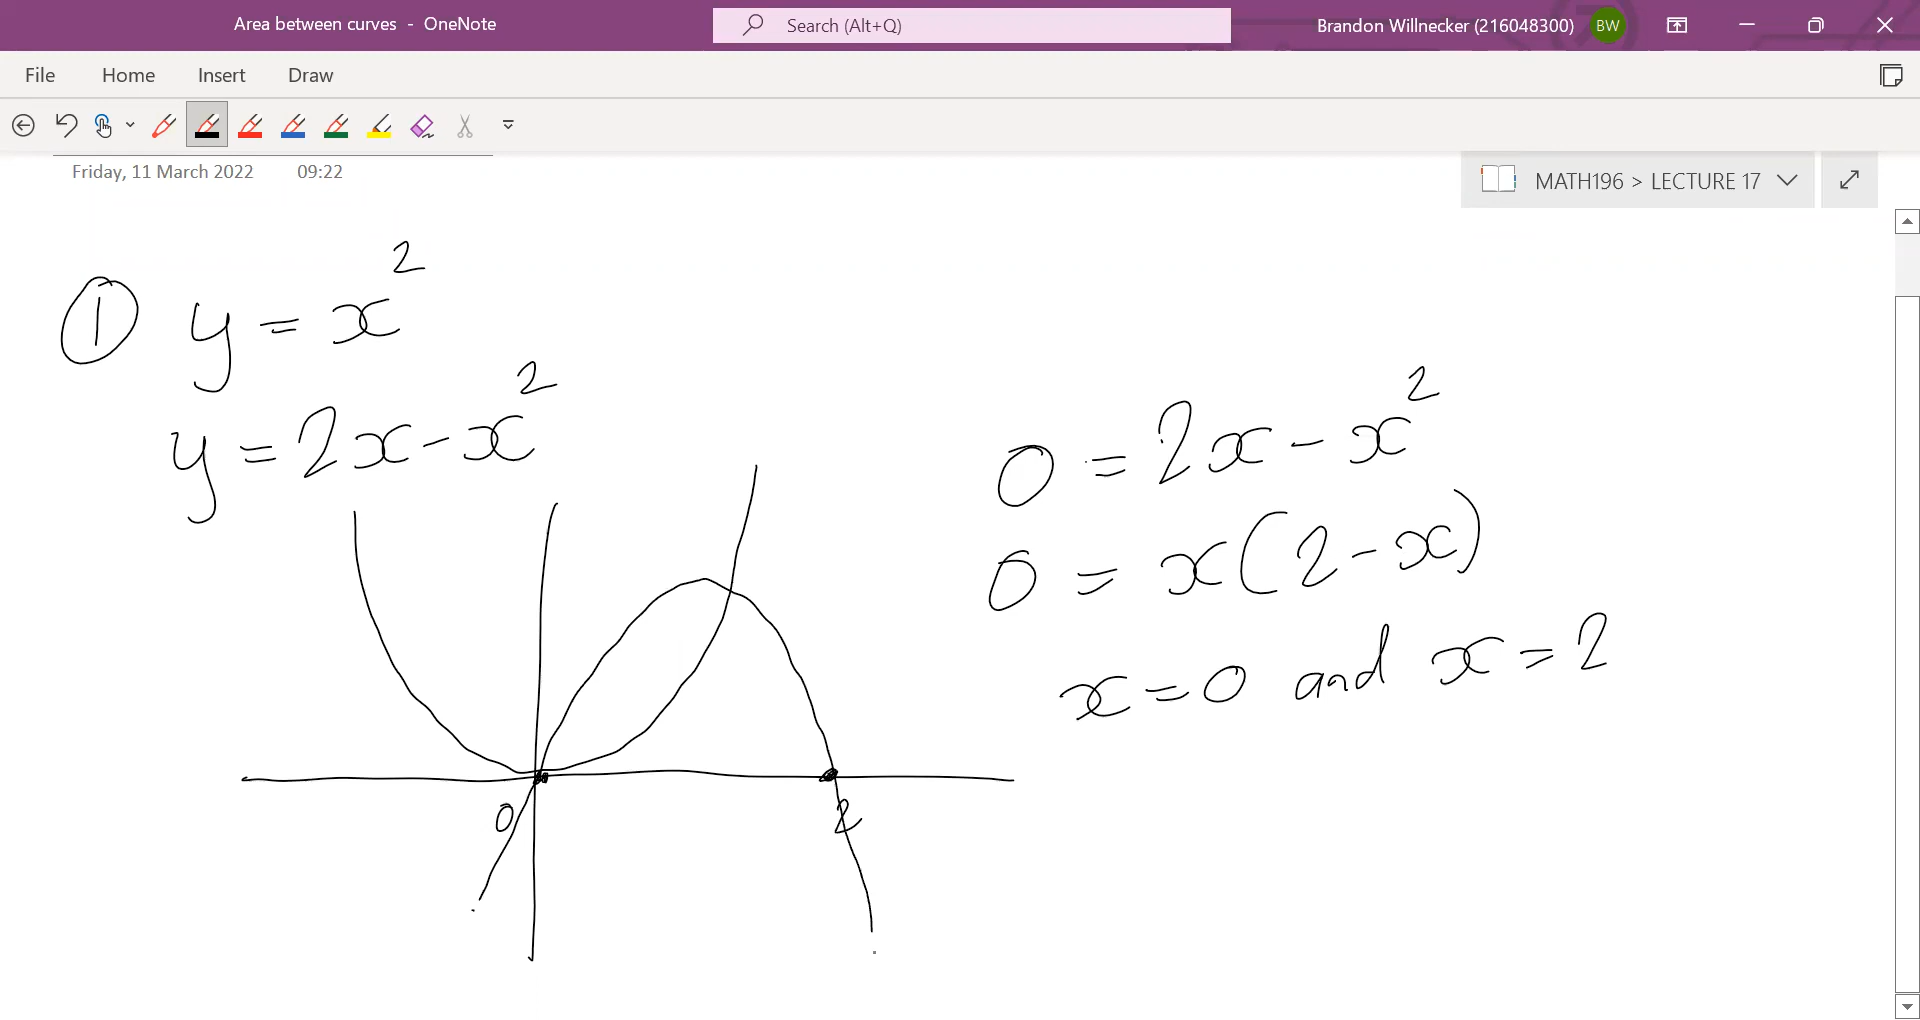 Area between curves - OneNote
Search (Alt+Q)
Brandon Willnecker (216048300)
BW
File Home Insert Draw
Friday, 11 March 2022 09:22
MATH196 > LECTURE 17
① y = x²
y = 2x - x²
0 = 2x - x²
0 = x(2 - x)
x = 0 and x = 2
0
2